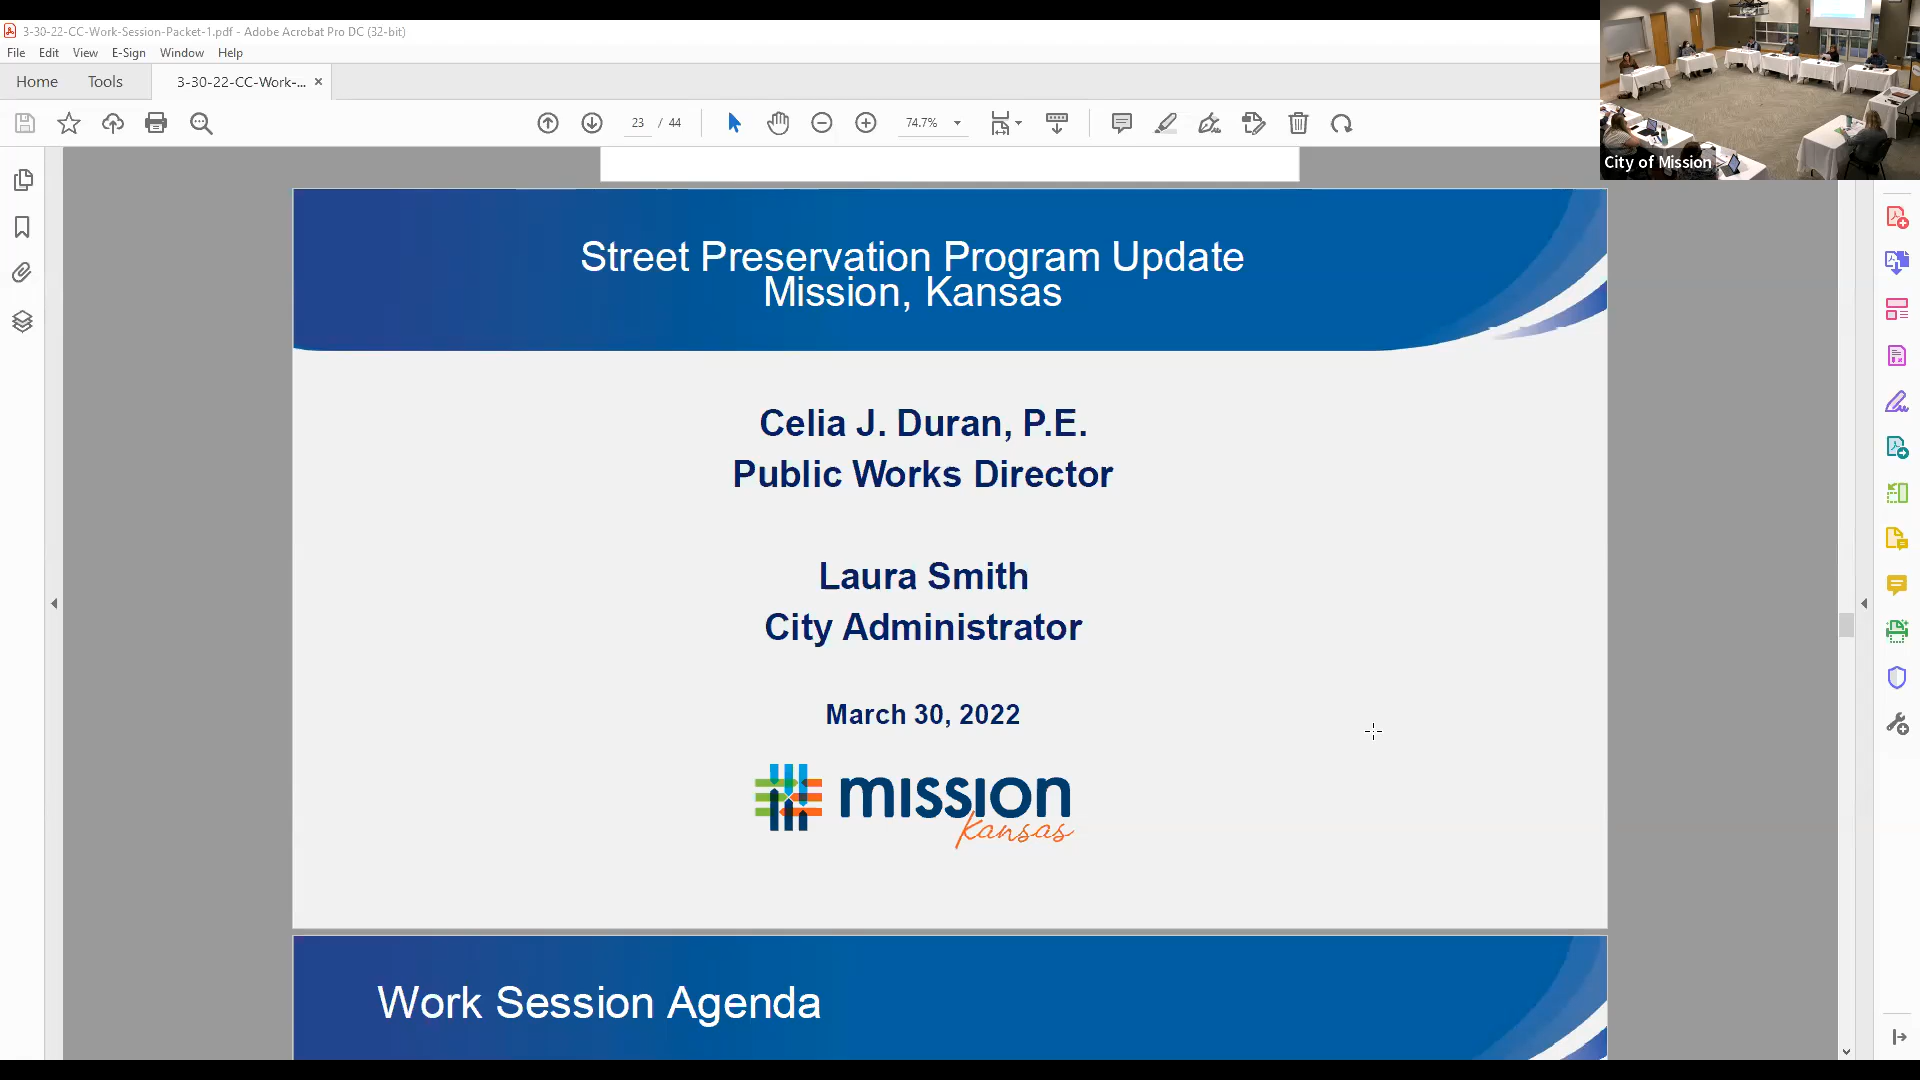 3-30-22-CC-Work-Session-Packet-1.pdf - Adobe Acrobat Pro DC (32-bit)
File Edit View E-Sign Window Help
Home Tools 3-30-22-CC-Work-... ×
23 / 44 74.7%
City of Mission
Street Preservation Program Update
Mission, Kansas
Celia J. Duran, P.E.
Public Works Director
Laura Smith
City Administrator
March 30, 2022
mission
kansas
Work Session Agenda